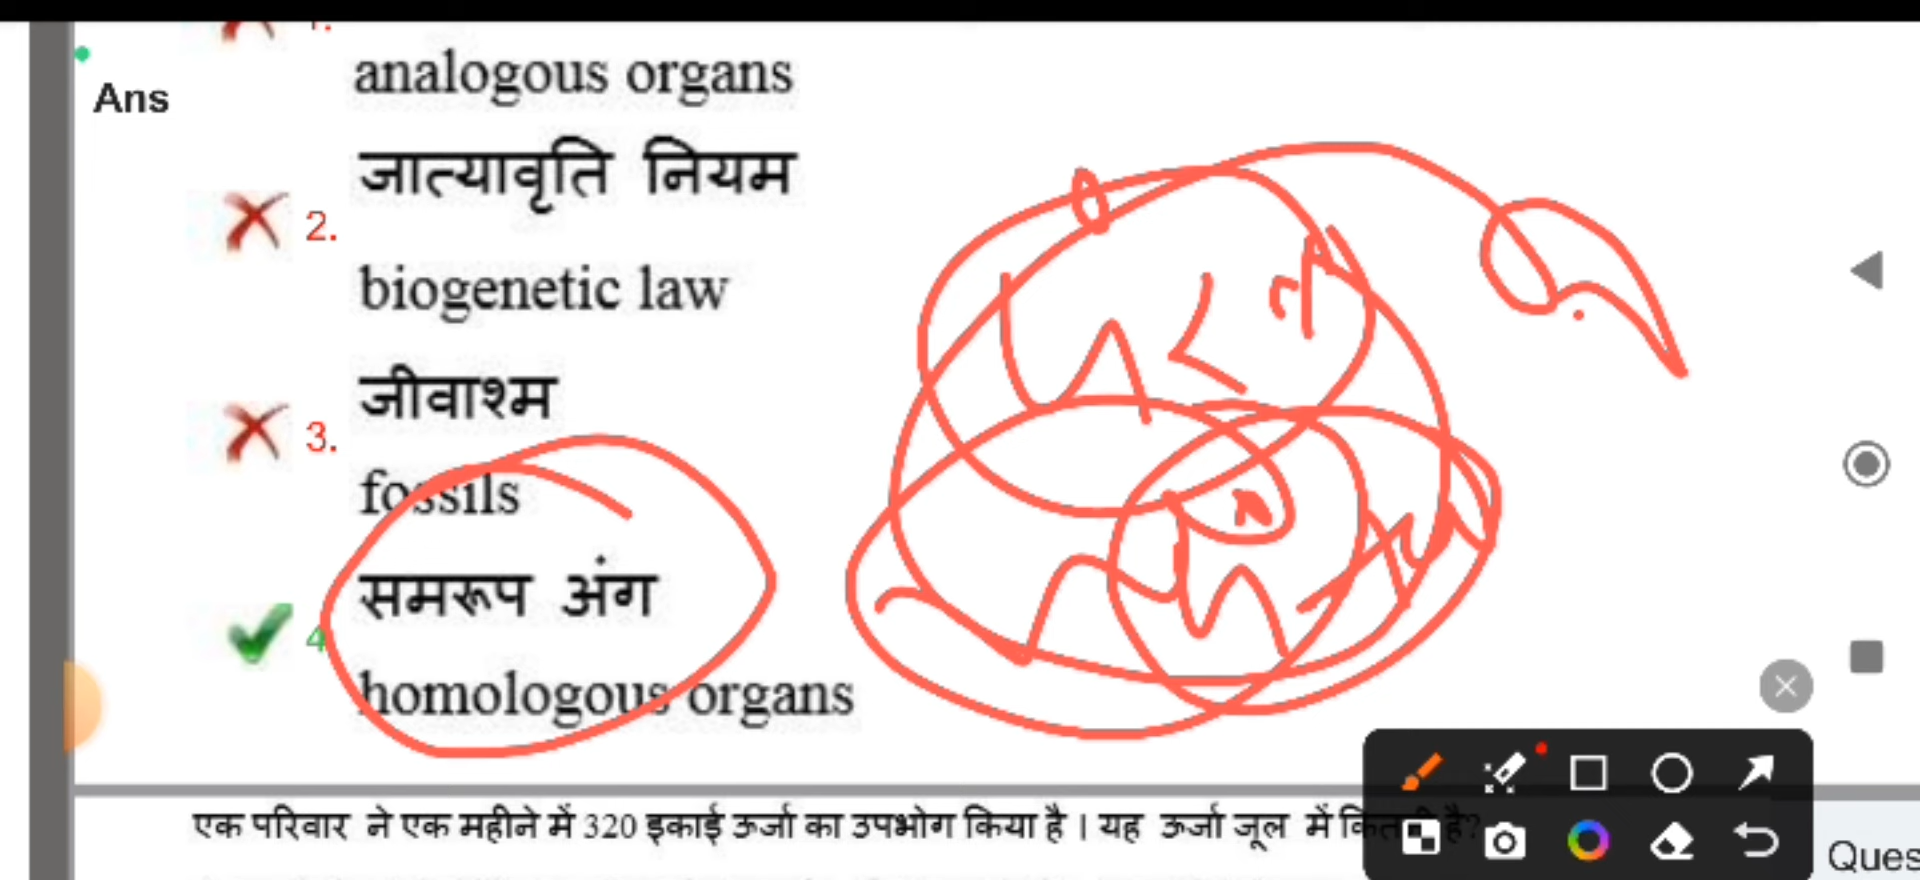 1.
analogous organs
Ans
जात्यावृति नियम
2.
biogenetic law
जीवाश्म
3.
fossils
समरूप अंग
4
homologous organs
एक परिवार ने एक महीने में 320 इकाई ऊर्जा का उपभोग किया है । यह ऊर्जा जूल में है?
Ques